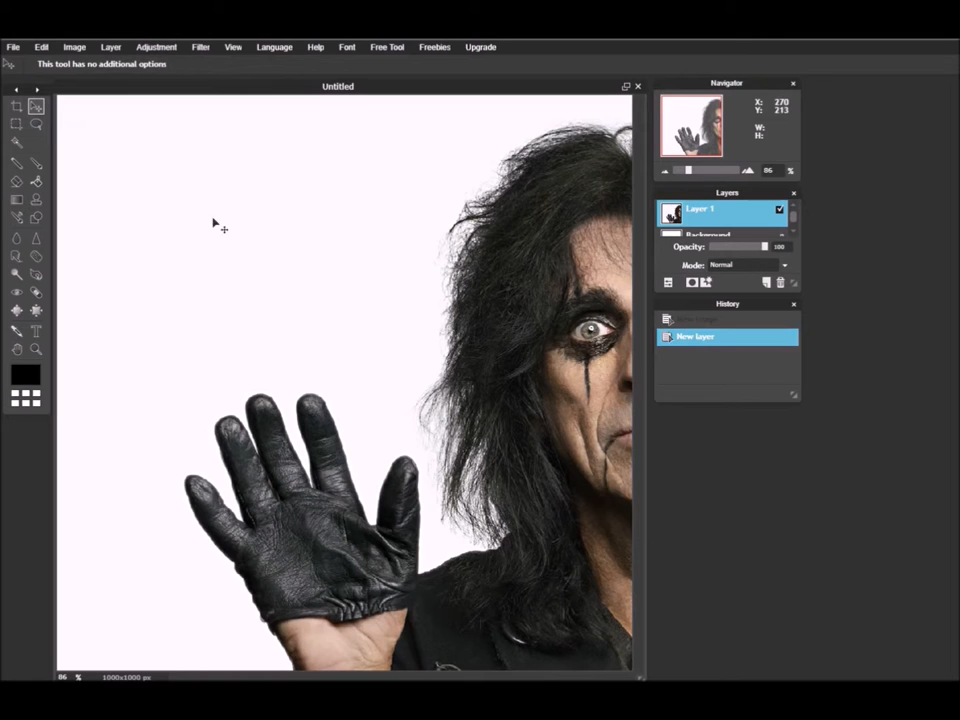 File Edit Image Layer Adjustment Filter View Language Help Font Free Tool Freebies Upgrade
This tool has no additional options
Untitled
Navigator
X: 270
Y: 213
W:
H:
86 %
Layers
Layer 1
Background
Opacity: 100
Mode: Normal
History
New layer
86 % 1000x1000 px